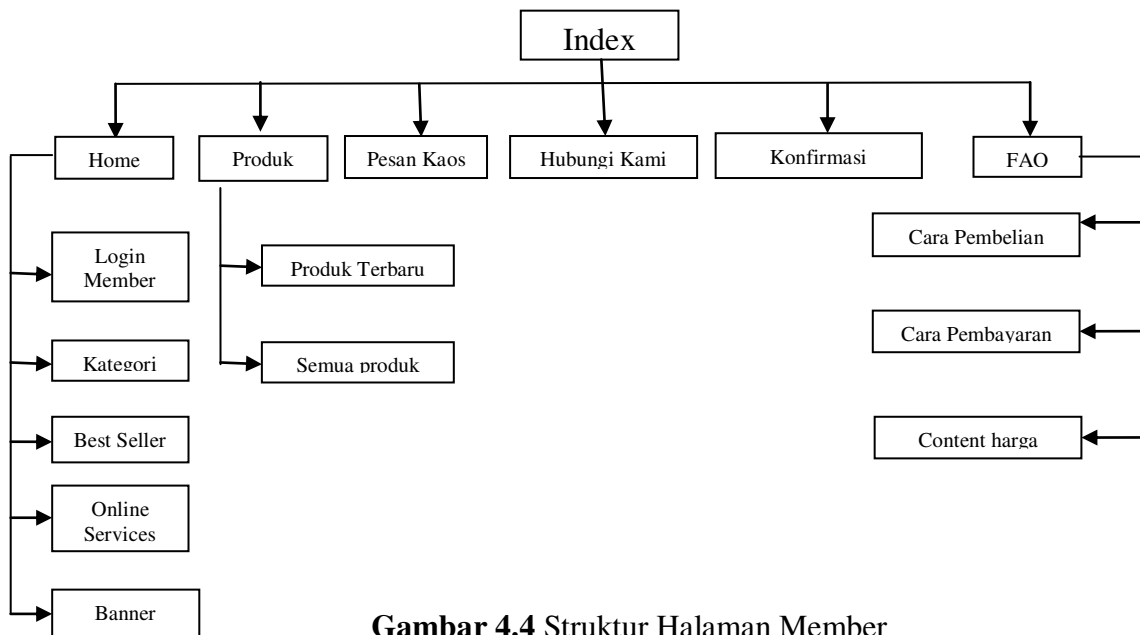 Index
Home
Produk
Pesan Kaos
Hubungi Kami
Konfirmasi
FAO
Login
Member
Kategori
Best Seller
Online
Services
Banner
Produk Terbaru
Semua produk
Cara Pembelian
Cara Pembayaran
Content harga
Gambar 4.4 Struktur Halaman Member